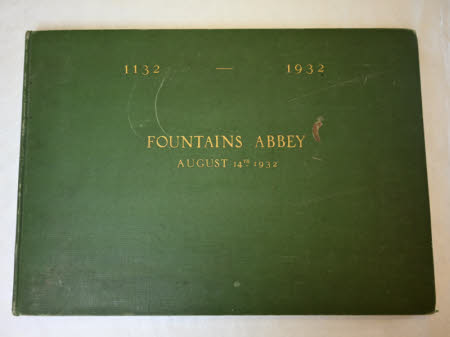 1132 — 1932
FOUNTAINS ABBEY
AUGUST 14TH 1932